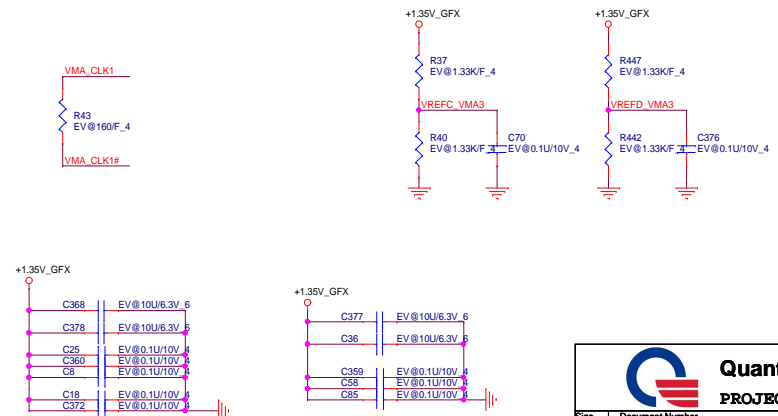 +1.35V_GFX
+1.35V_GFX
R37
EV@1.33K/F_4
R447
EV@1.33K/F_4
VMA_CLK1
VREFC_VMA3
VREFD_VMA3
R43
EV@160/F_4
R40
EV@1.33K/F_4
C70
EV@0.1U/10V_4
R442
EV@1.33K/F_4
C376
EV@0.1U/10V_4
VMA_CLK1#
+1.35V_GFX
C368 EV@10U/6.3V_6
C378 EV@10U/6.3V_6
C25 EV@0.1U/10V_4
C360 EV@0.1U/10V_4
C8 EV@0.1U/10V_4
C18 EV@0.1U/10V_4
C372 EV@0.1U/10V_4
+1.35V_GFX
C377 EV@10U/6.3V_6
C36 EV@10U/6.3V_6
C359 EV@0.1U/10V_4
C58 EV@0.1U/10V_4
C85 EV@0.1U/10V_4
Quant
PROJEC
Size Document Number